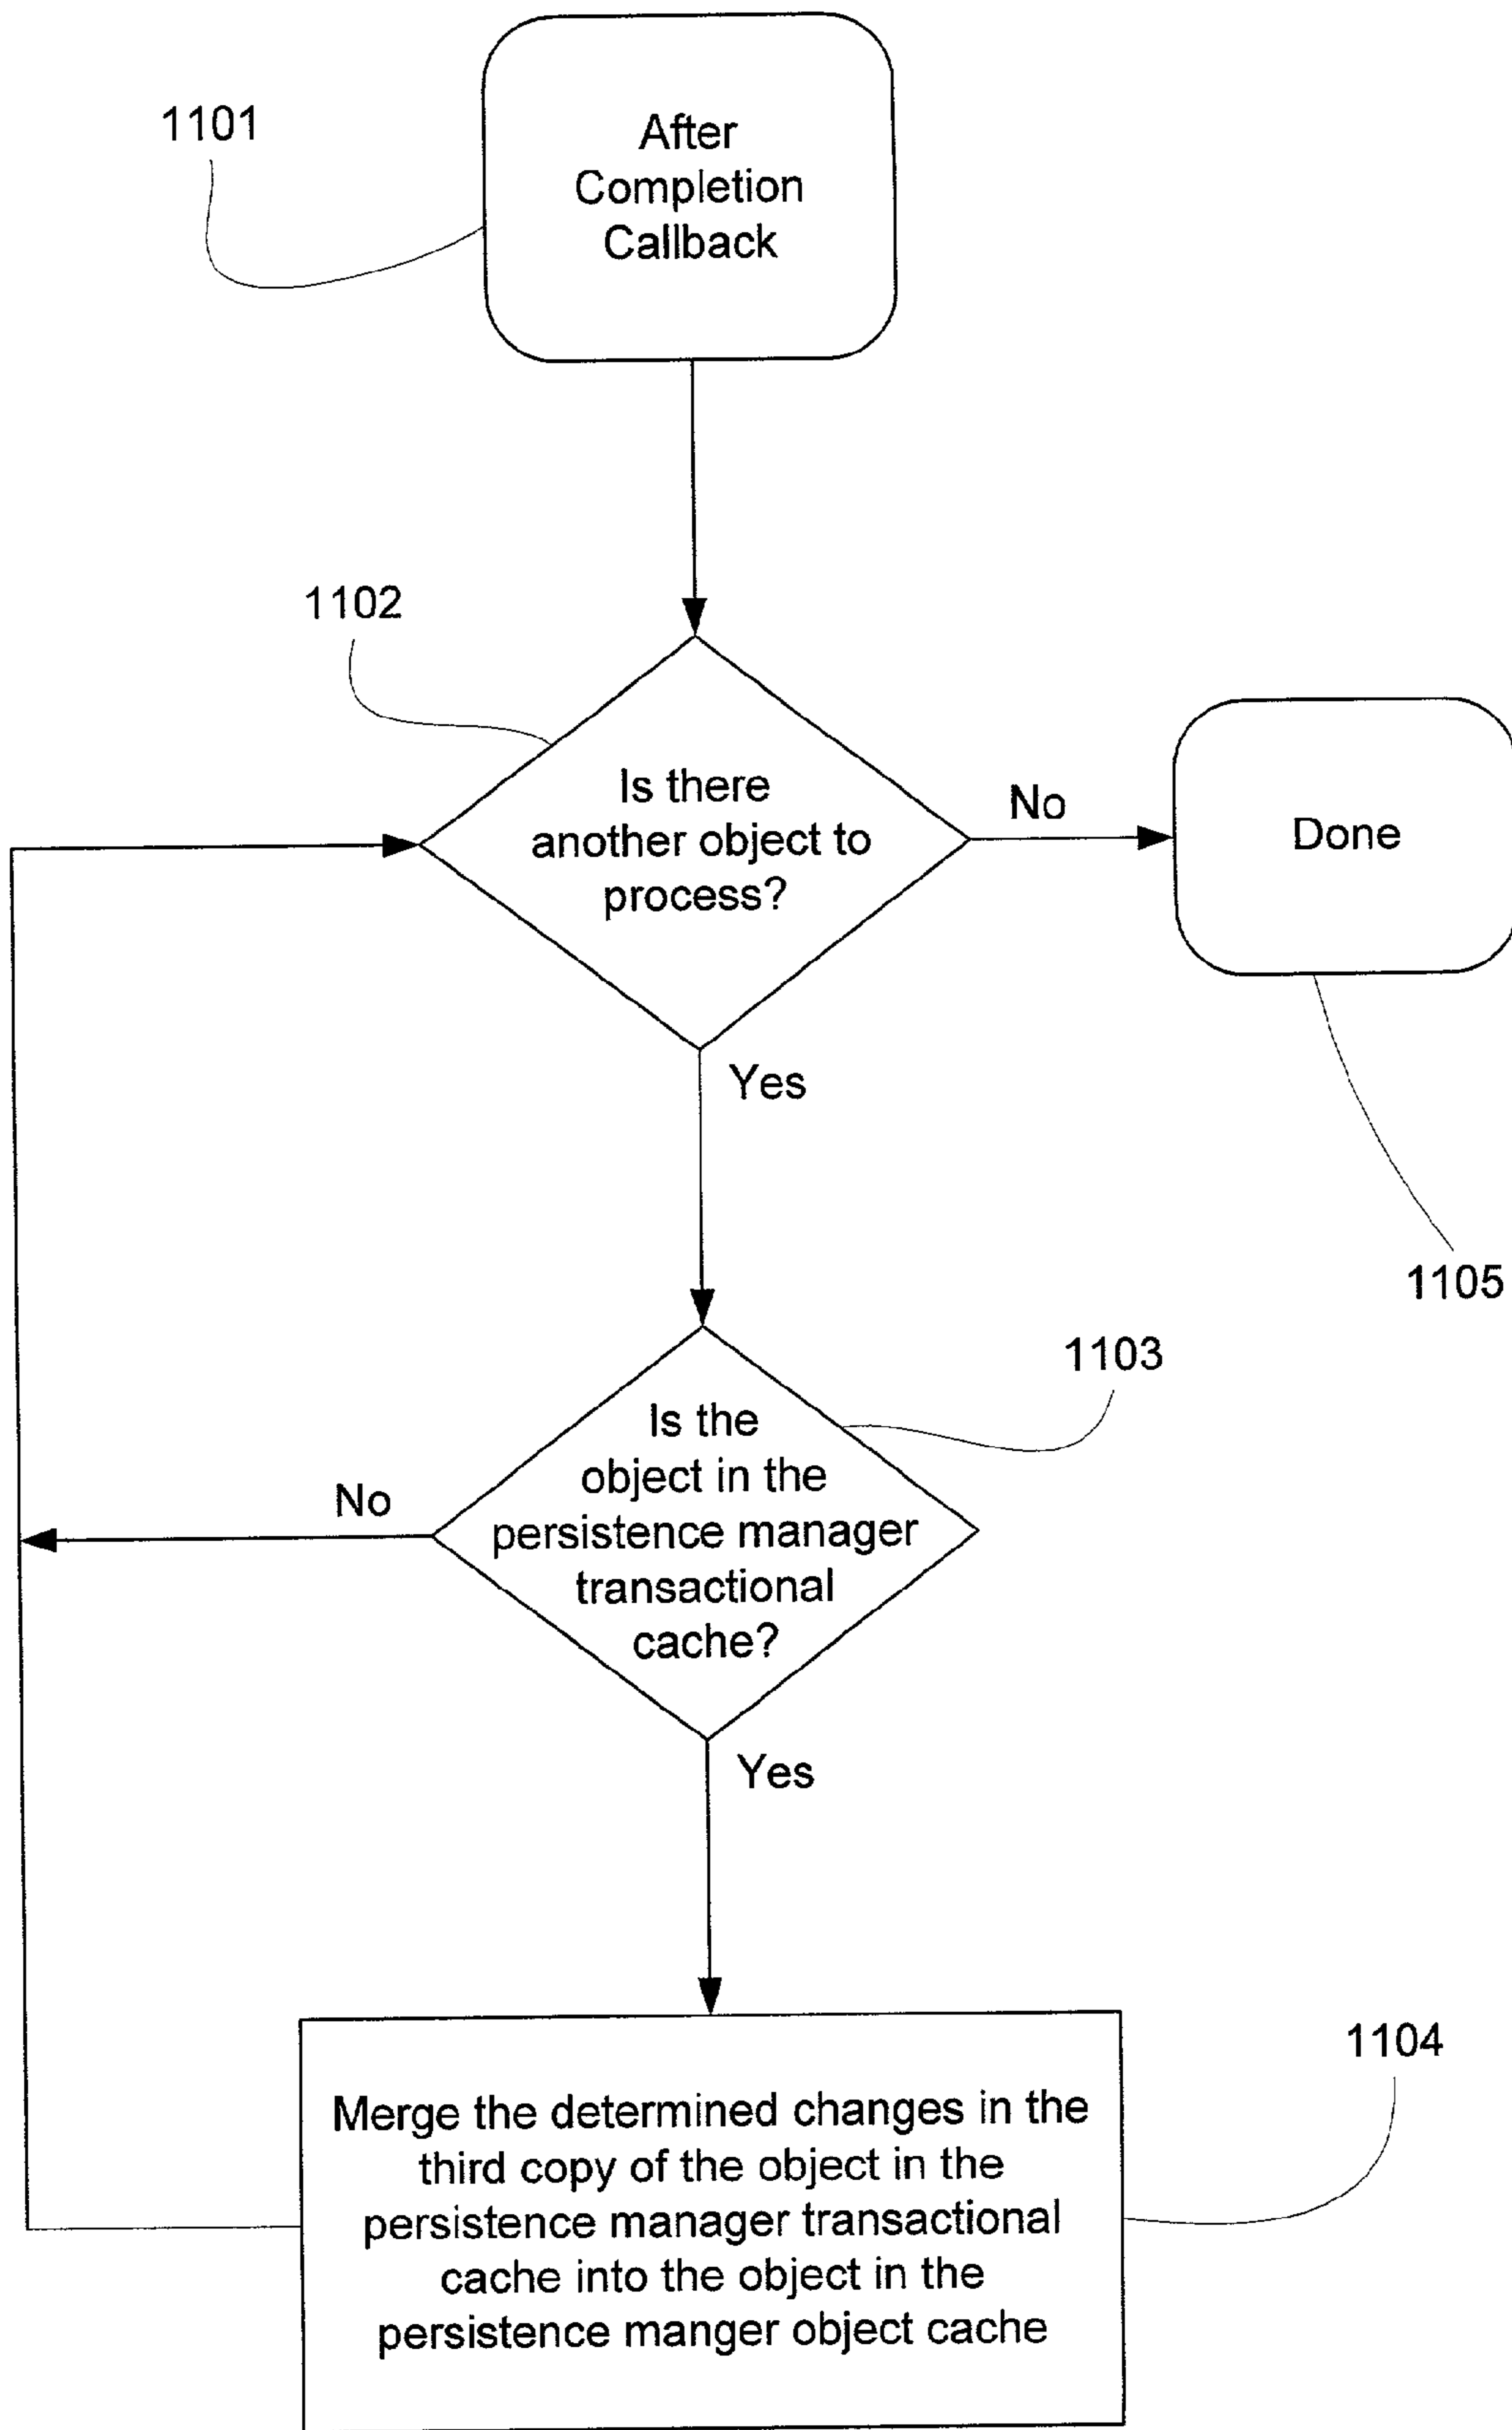 1101
After
Completion
Callback
1102
Is there
another object to
process?
No
Done
Yes
1105
1103
Is the
object in the
persistence manager
transactional
cache?
No
Yes
1104
Merge the determined changes in the
third copy of the object in the
persistence manager transactional
cache into the object in the
persistence manger object cache